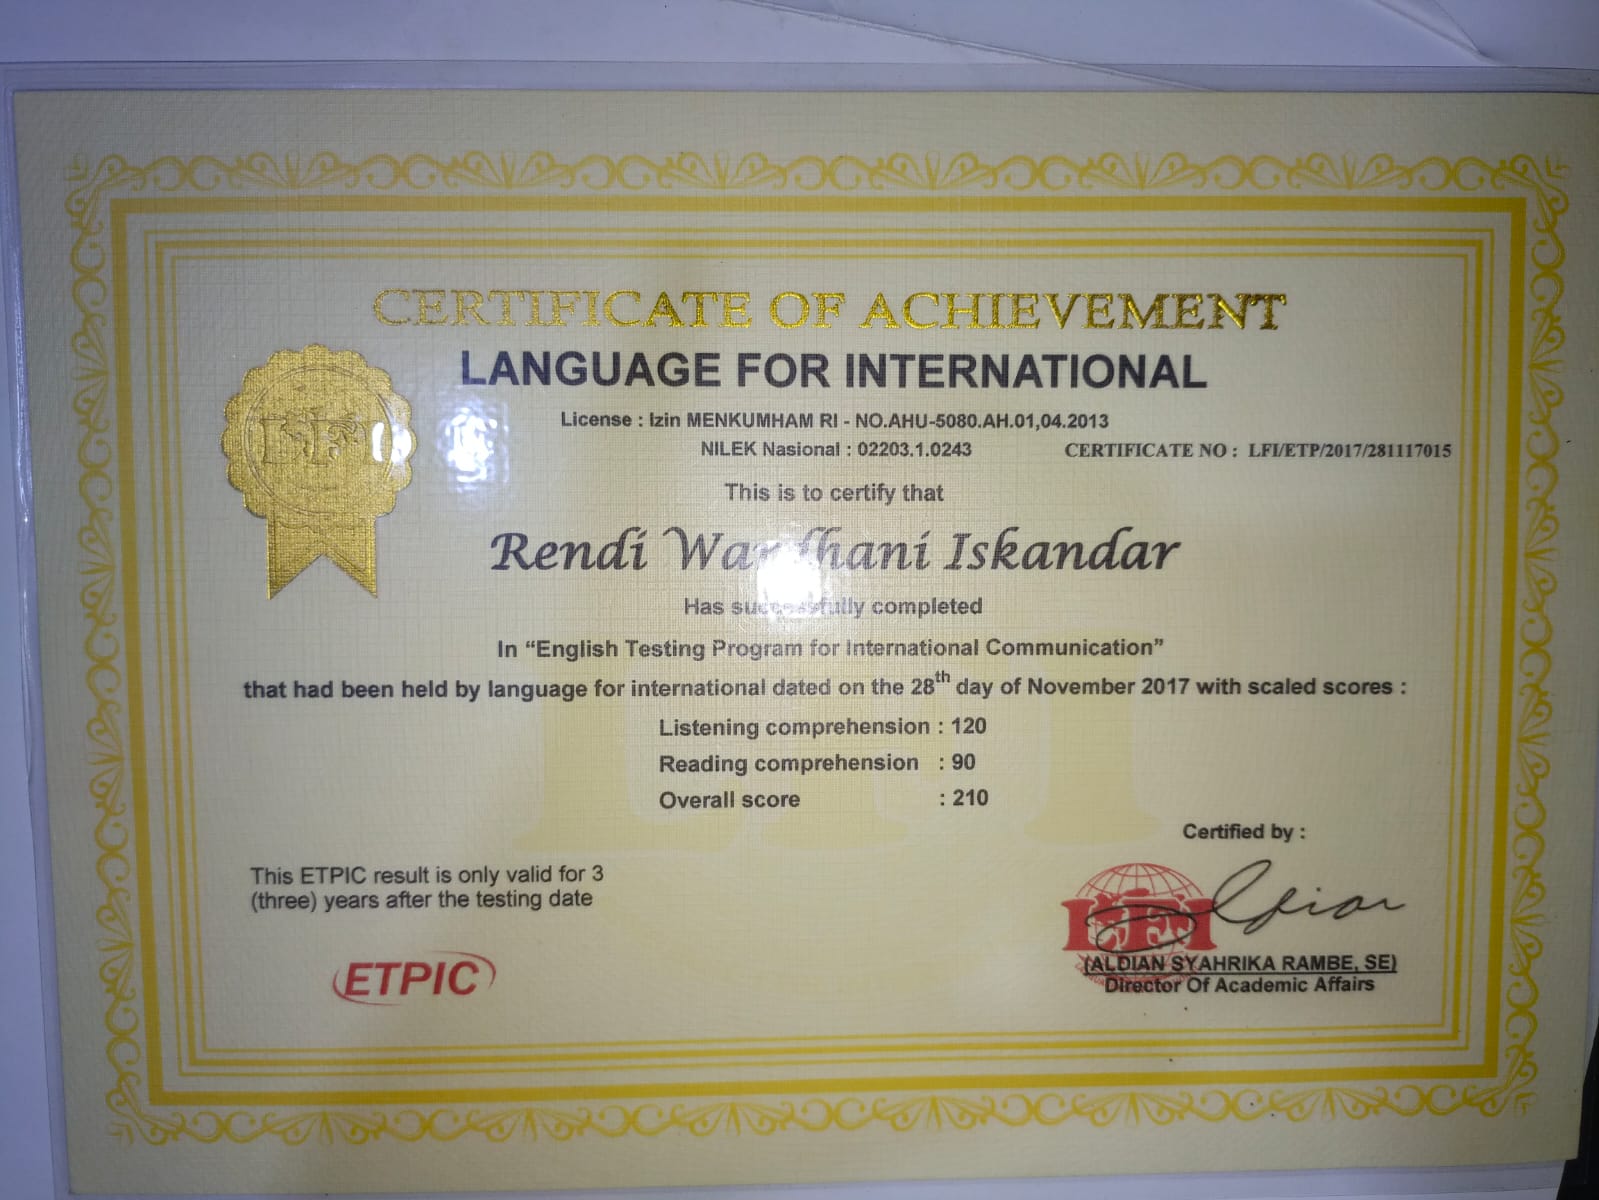 CERTIFICATE OF ACHIEVEMENT
LANGUAGE FOR INTERNATIONAL
License : Izin MENKUMHAM RI - NO.AHU-5080.AH.01,04.2013
NILEK Nasional : 02203.1.0243
CERTIFICATE NO : LFI/ETP/2017/281117015
LFI
This is to certify that
Rendi Wardhani Iskandar
Has successfully completed
In “English Testing Program for International Communication”
that had been held by language for international dated on the 28th day of November 2017 with scaled scores :
Listening comprehension : 120
Reading comprehension : 90
Overall score : 210
Certified by :
This ETPIC result is only valid for 3
(three) years after the testing date
ETPIC
LFI
(ALDIAN SYAHRIKA RAMBE, SE)
Director Of Academic Affairs